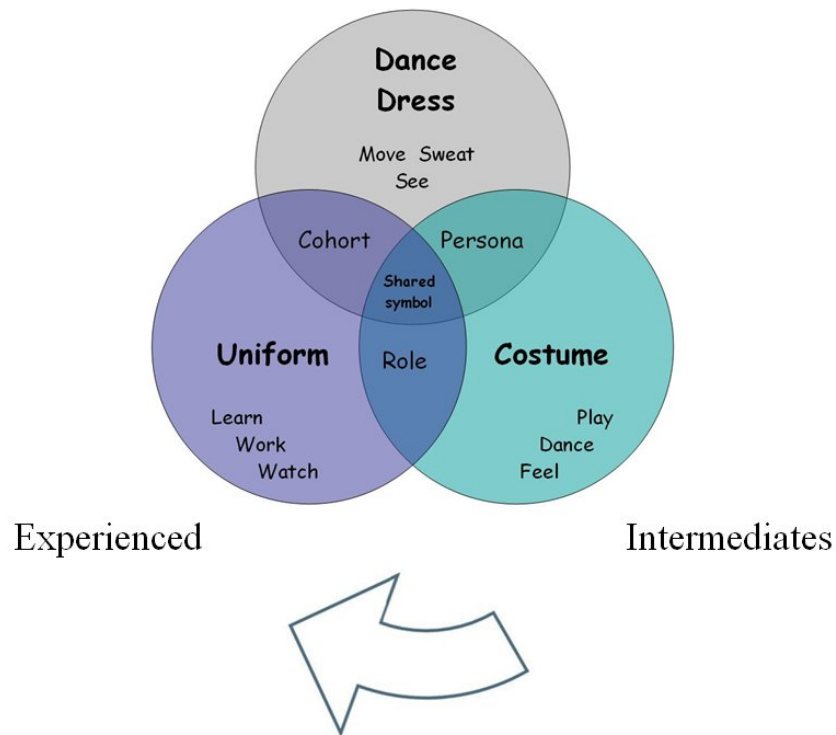 Dance
Dress
Move Sweat
See
Cohort
Persona
Shared
symbol
Uniform
Role
Costume
Learn
Work
Watch
Play
Dance
Feel
Experienced
Intermediates